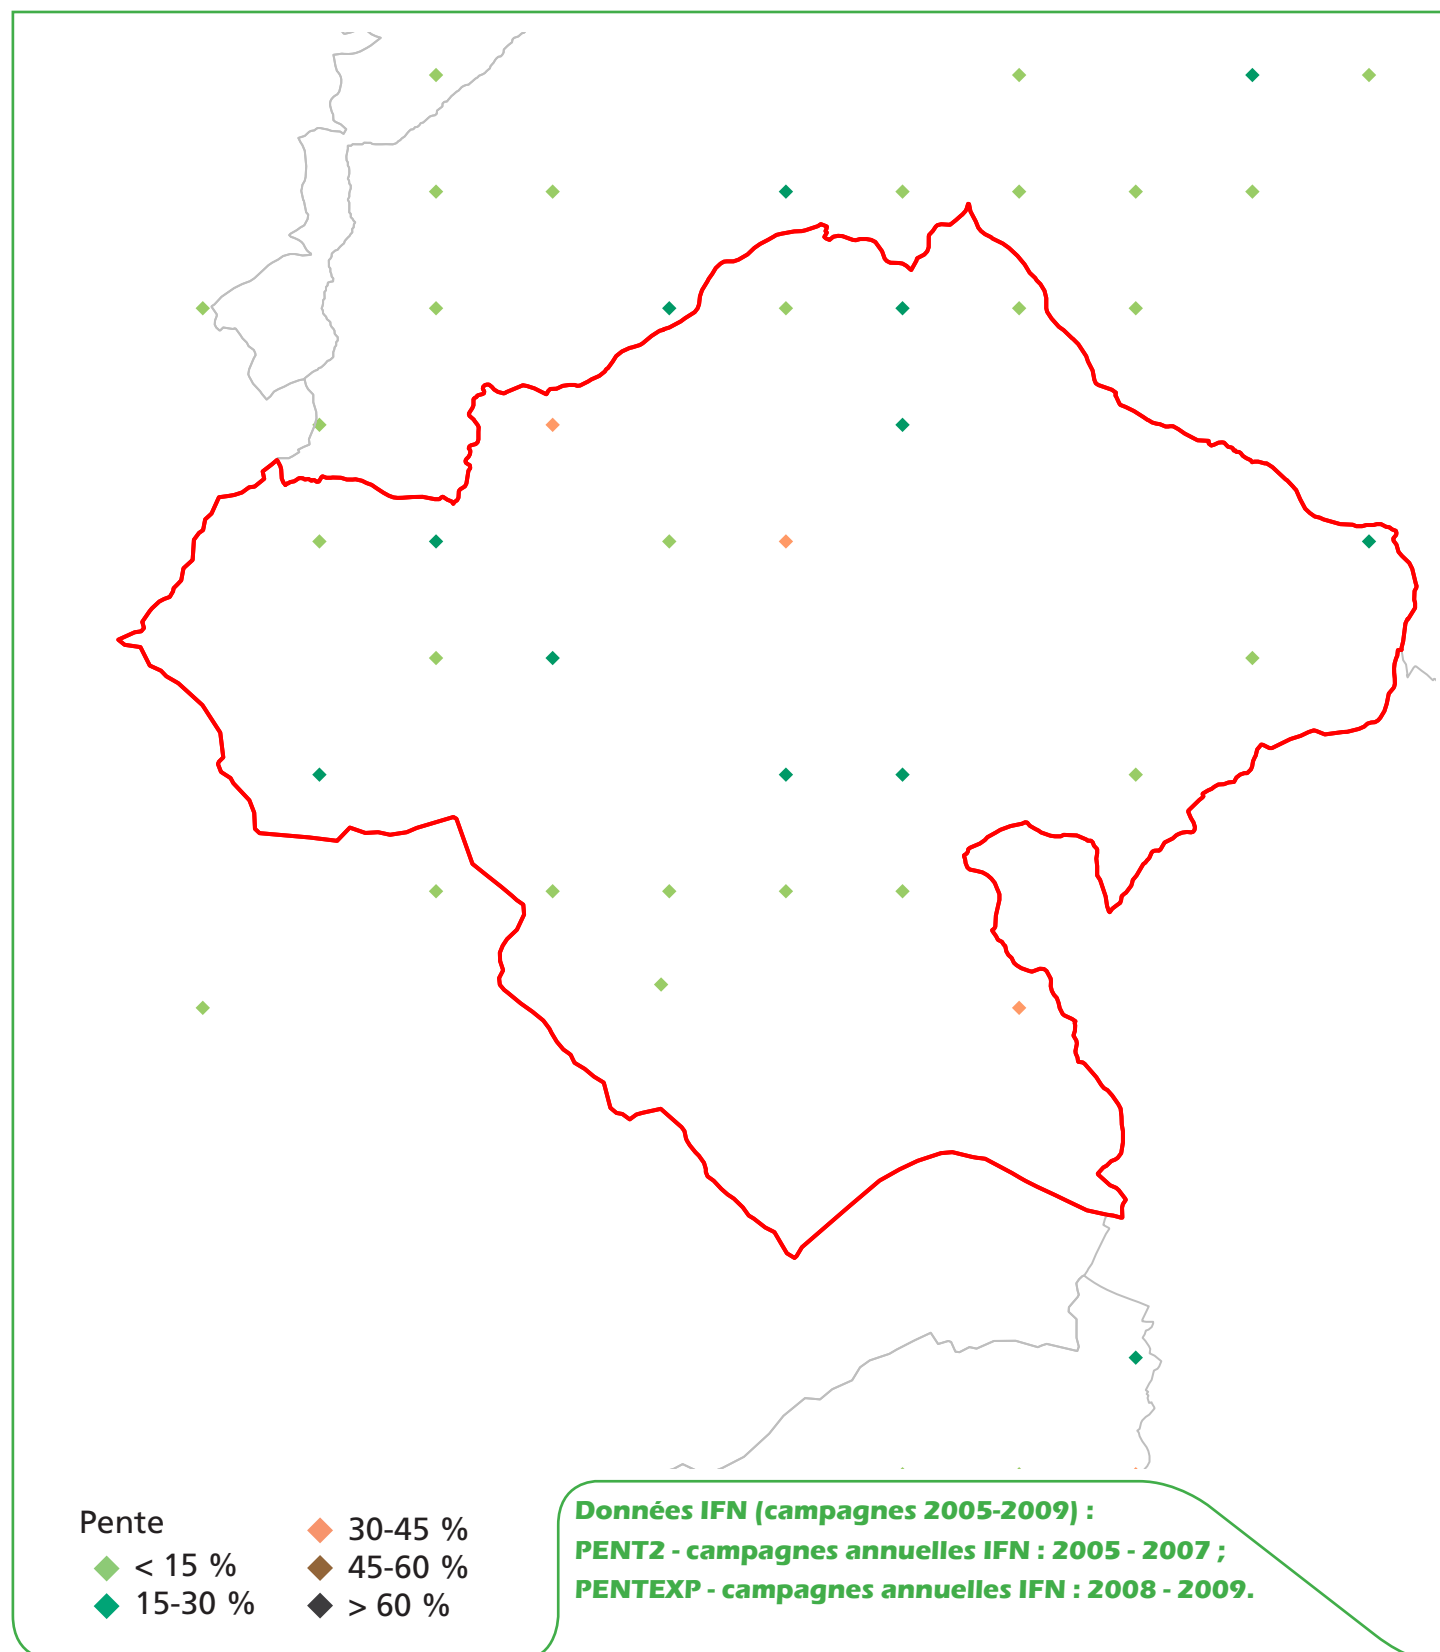 Pente
< 15 %
15-30 %
30-45 %
45-60 %
> 60 %
Données IFN (campagnes 2005-2009) :
PENT2 - campagnes annuelles IFN : 2005 - 2007 ;
PENTEXP - campagnes annuelles IFN : 2008 - 2009.